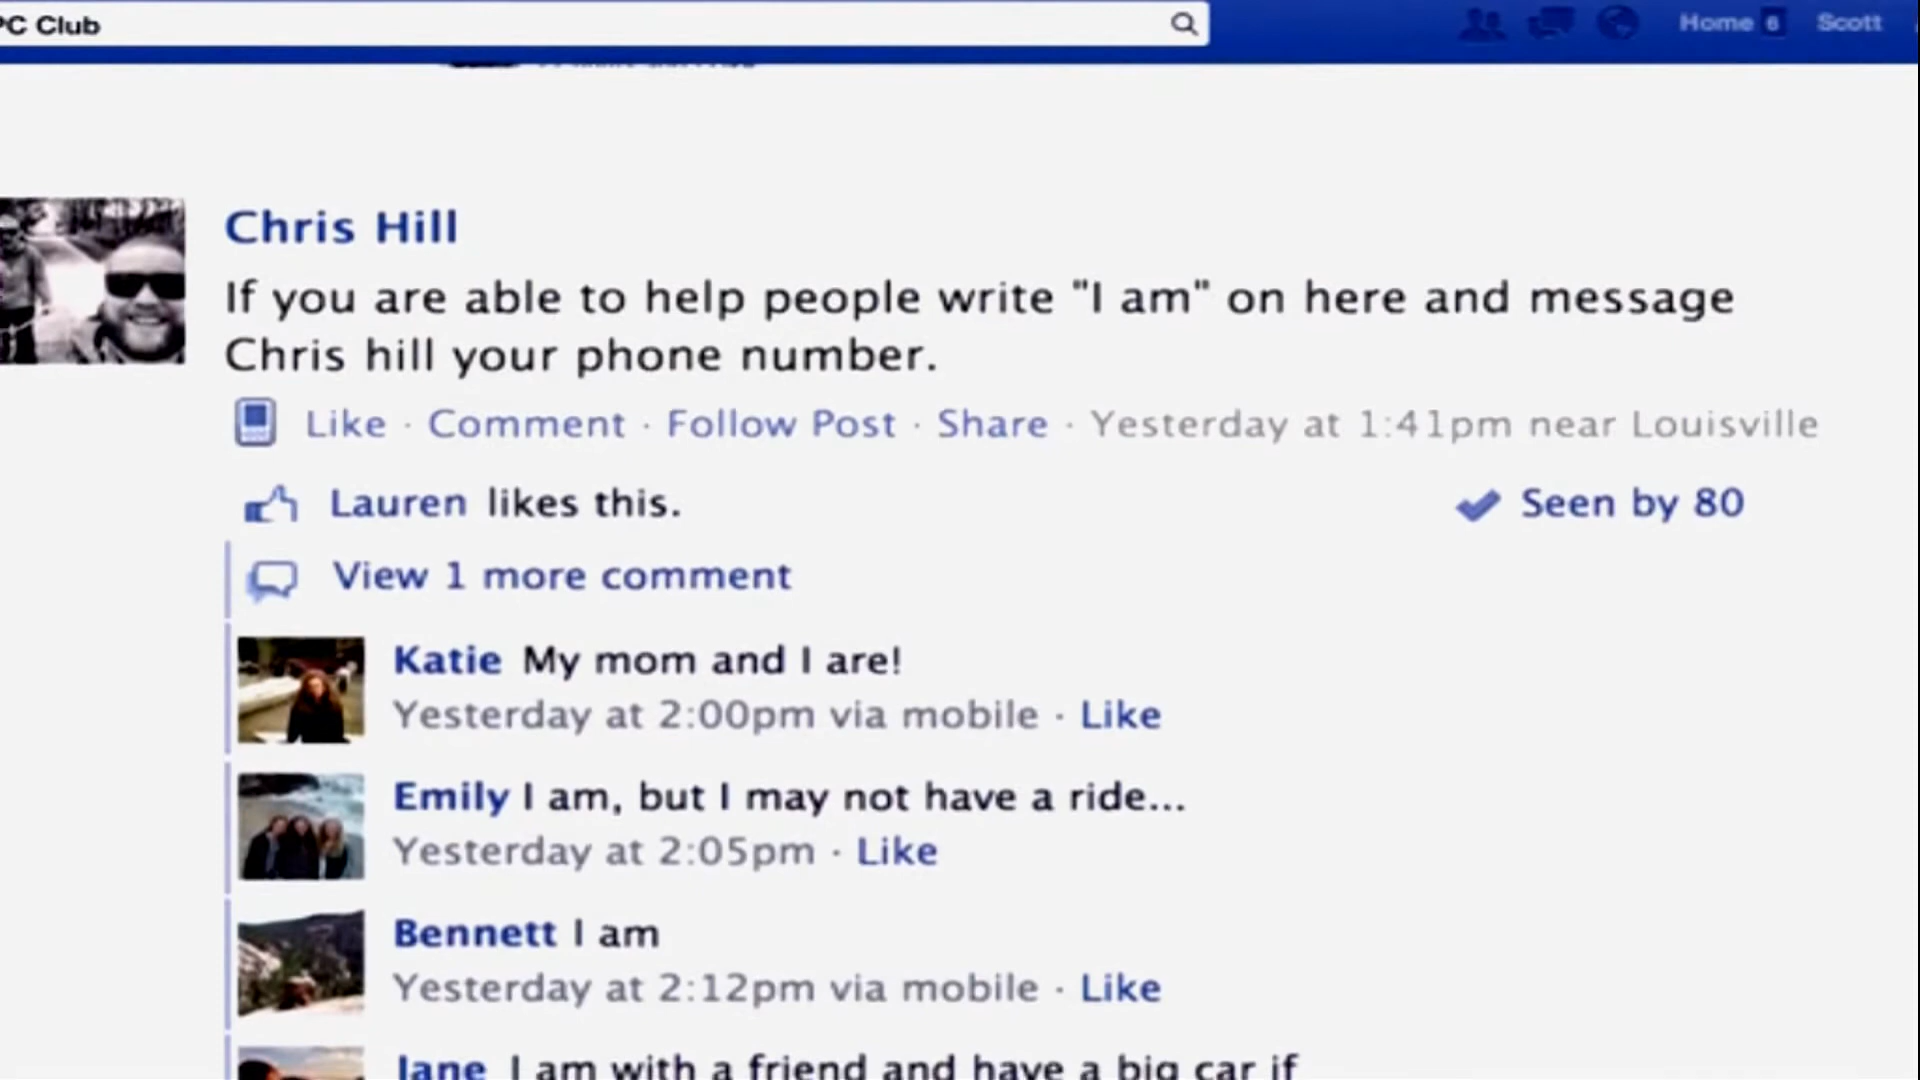 PC Club
Home 6 Scott
Chris Hill
If you are able to help people write "I am" on here and message
Chris hill your phone number.
Like · Comment · Follow Post · Share · Yesterday at 1:41pm near Louisville
Lauren likes this.
Seen by 80
View 1 more comment
Katie My mom and I are!
Yesterday at 2:00pm via mobile · Like
Emily I am, but I may not have a ride...
Yesterday at 2:05pm · Like
Bennett I am
Yesterday at 2:12pm via mobile · Like
Jane I am with a friend and have a big car if